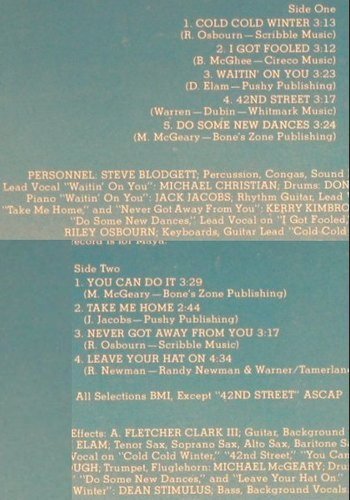 Side One
1. COLD COLD WINTER 3:13
(R. Osbourn—Scribble Music)
2. I GOT FOOLED 3:12
(B. McGhee—Cireco Music)
3. WAITIN' ON YOU 3:23
(D. Elam—Pushy Publishing)
4. 42ND STREET 3:17
(Warren—Dubin—Whitmark Music)
5. DO SOME NEW DANCES 3:24
(M. McGeary—Bone's Zone Publishing)
PERSONNEL: STEVE BLODGETT; Percussion, Congas, Sound
Lead Vocal "Waitin' On You": MICHAEL CHRISTIAN; Drums: DON
Piano "Waitin' On You": JACK JACOBS; Rhythm Guitar, Lead
"Take Me Home," and "Never Got Away From You": KERRY KIMBRO
"Do Some New Dances," Lead Vocal on "I Got Fooled,
RILEY OSBOURN; Keyboards, Guitar Lead "Cold Cold
record is for Maya.
Side Two
1. YOU CAN DO IT 3:29
(M. McGeary—Bone's Zone Publishing)
2. TAKE ME HOME 2:44
(J. Jacobs—Pushy Publishing)
3. NEVER GOT AWAY FROM YOU 3:17
(R. Osbourn—Scribble Music)
4. LEAVE YOUR HAT ON 4:34
(R. Newman—Randy Newman & Warner/Tamerlan
All Selections BMI, Except "42ND STREET" ASCAP
Effects: A. FLETCHER CLARK III; Guitar, Background
ELAM; Tenor Sax, Soprano Sax, Alto Sax, Baritone S
Vocal on "Cold Cold Winter," "42nd Street," "You Can
UGH; Trumpet, Fluglehorn: MICHAEL McGEARY; Dru
"Do Some New Dances," and "Leave Your Hat On."
Winter": DEAN STIMULUS; Bass, Background Vocals